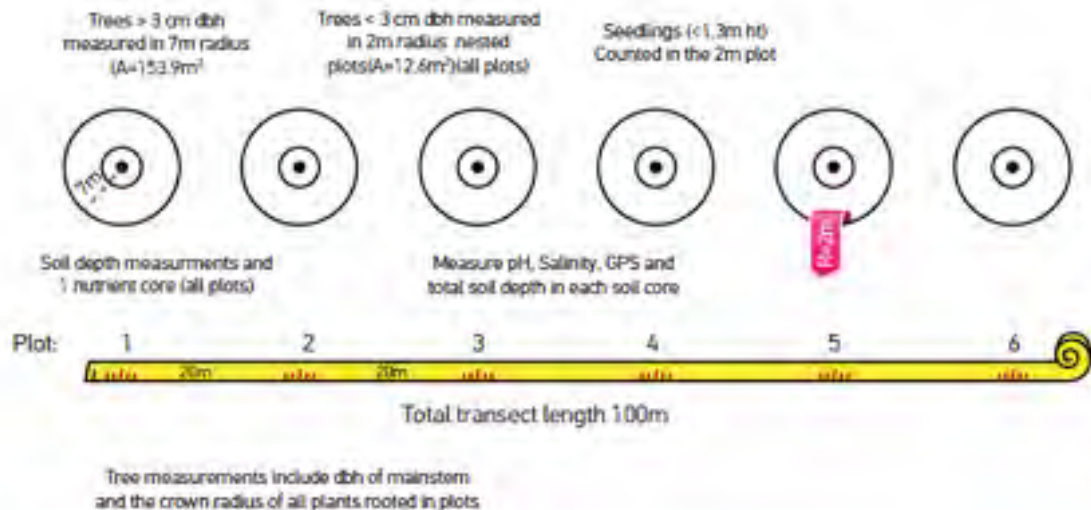 Trees > 3 cm dbh
measured in 7m radius
(A=153.9m²
Trees < 3 cm dbh measured
in 2m radius nested
plots(A=12.6m²)(all plots)
Seedlings (<1.3m ht)
Counted in the 2m plot
7m
R=2m
Soil depth measurments and
1 nutrient core (all plots)
Measure pH, Salinity, GPS and
total soil depth in each soil core
Plot: 1 2 3 4 5 6
20m 20m
Total transect length 100m
Tree measurements include dbh of mainstem
and the crown radius of all plants rooted in plots